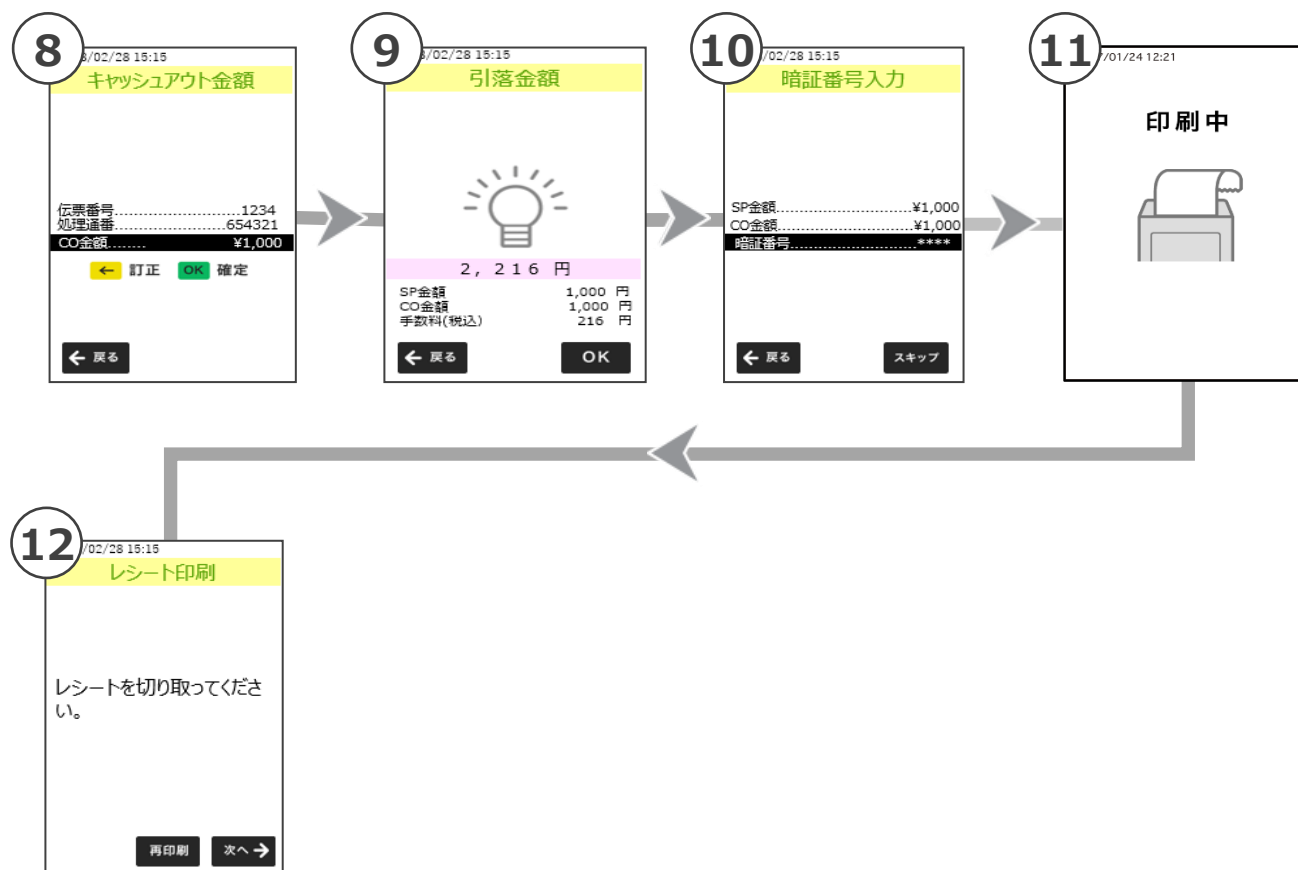 8
/02/28 15:15
キャッシュアウト金額
伝票番号........................1234
処理通番.....................654321
CO金額........ ¥1,000
← 訂正 OK 確定
← 戻る
9
/02/28 15:15
引落金額
2,216 円
SP金額 1,000 円
CO金額 1,000 円
手数料(税込) 216 円
← 戻る OK
10
/02/28 15:15
暗証番号入力
SP金額..........................¥1,000
CO金額..........................¥1,000
暗証番号........................****
← 戻る スキップ
11
/01/24 12:21
印刷中
12
/02/28 15:15
レシート印刷
レシートを切り取ってくださ
い。
再印刷 次へ →